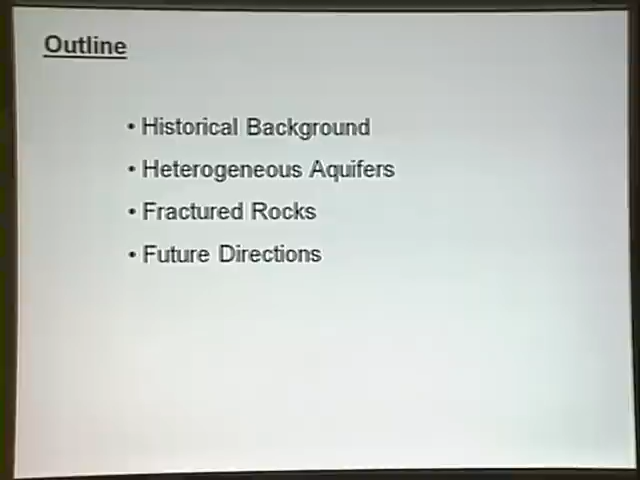 Outline
• Historical Background
• Heterogeneous Aquifers
• Fractured Rocks
• Future Directions